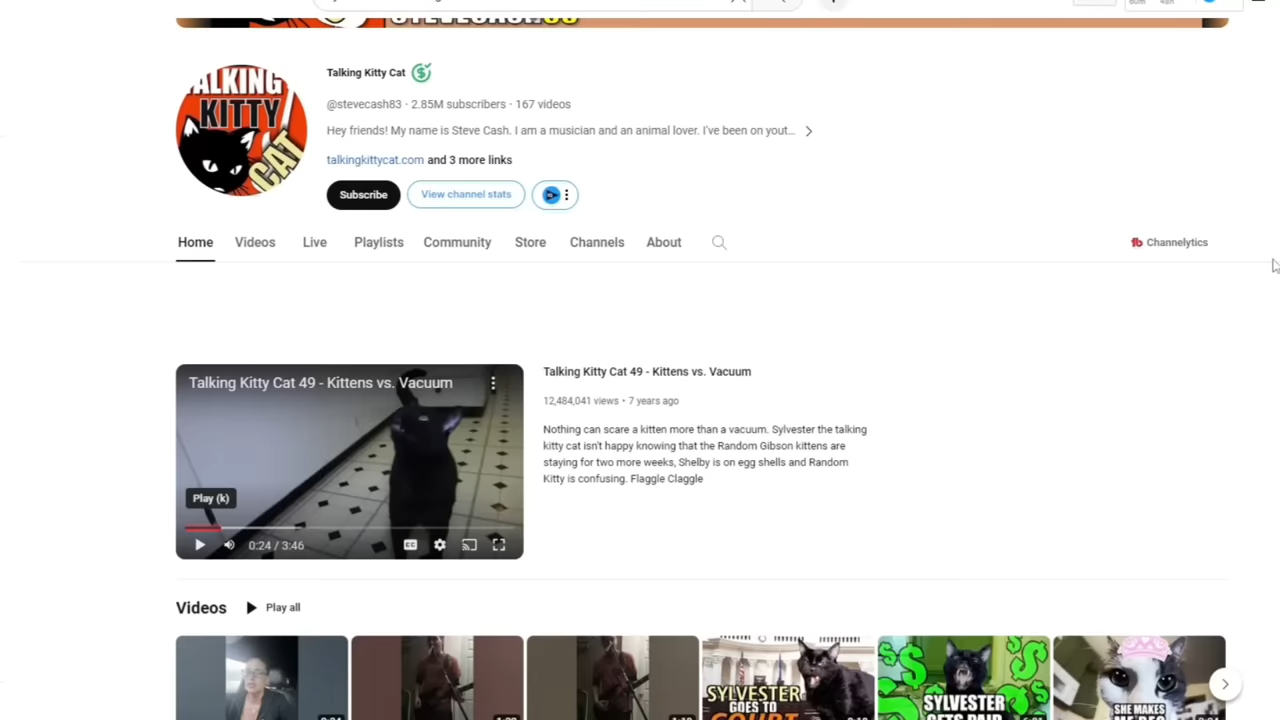 TALKING
KITTY
CAT
Talking Kitty Cat
@stevecash83 · 2.85M subscribers · 167 videos
Hey friends! My name is Steve Cash. I am a musician and an animal lover. I've been on yout...
talkingkittycat.com and 3 more links
Subscribe
View channel stats
Home Videos Live Playlists Community Store Channels About
Channelytics
Talking Kitty Cat 49 - Kittens vs. Vacuum
Play (k)
0:24 / 3:46
Talking Kitty Cat 49 - Kittens vs. Vacuum
12,484,041 views · 7 years ago
Nothing can scare a kitten more than a vacuum. Sylvester the talking
kitty cat isn't happy knowing that the Random Gibson kittens are
staying for two more weeks, Shelby is on egg shells and Random
Kitty is confusing. Flaggle Claggle
Videos
Play all
SYLVESTER
GOES TO
COURT
SYLVESTER
GETS PAID
SHE MAKES